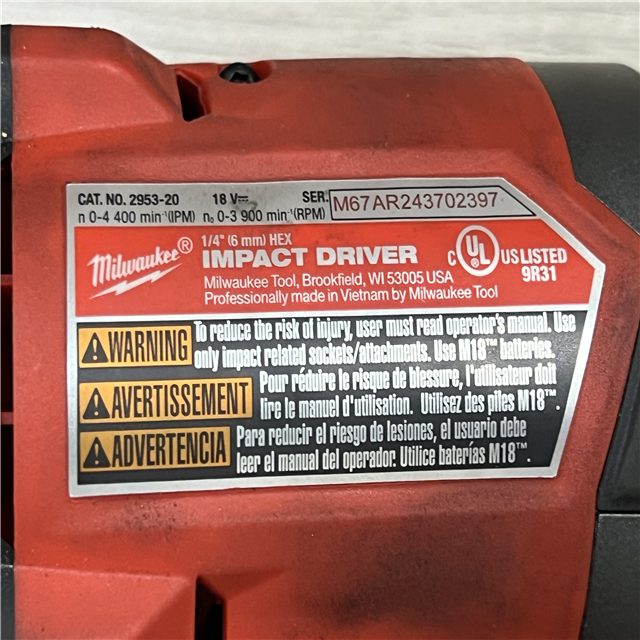 CAT. NO. 2953-20 18 V⎓ SER. M67AR243702397
n 0-4 400 min⁻¹(IPM) n₀ 0-3 900 min⁻¹(RPM)
Milwaukee®
1/4" (6 mm) HEX
IMPACT DRIVER
Milwaukee Tool, Brookfield, WI 53005 USA
Professionally made in Vietnam by Milwaukee Tool
C UL® US LISTED
9R31
WARNING To reduce the risk of injury, user must read operator's manual. Use
only impact related sockets/attachments. Use M18™ batteries.
AVERTISSEMENT Pour réduire le risque de blessure, l'utilisateur doit
lire le manuel d'utilisation. Utilisez des piles M18™.
ADVERTENCIA Para reducir el riesgo de lesiones, el usuario debe
leer el manual del operador. Utilice baterías M18™.